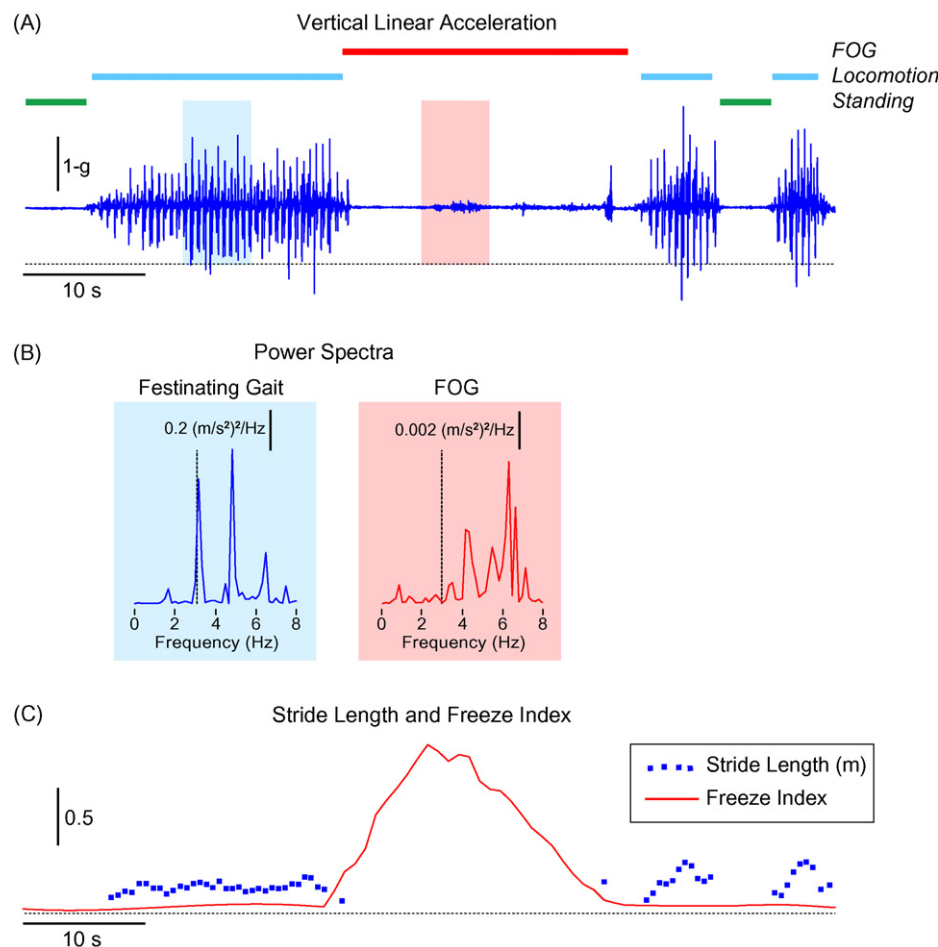 (A)
Vertical Linear Acceleration
FOG
Locomotion
Standing
1-g
10 s
(B)
Power Spectra
Festinating Gait
FOG
0.2 (m/s²)²/Hz
0.002 (m/s²)²/Hz
0 2 4 6 8
0 2 4 6 8
Frequency (Hz)
Frequency (Hz)
(C)
Stride Length and Freeze Index
Stride Length (m)
Freeze Index
0.5
10 s